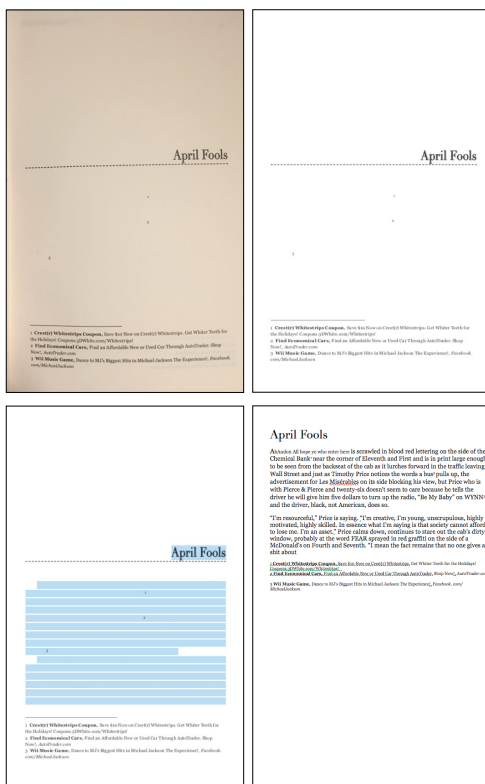 April Fools
1
2
3
1 Crest(r) Whitestrips Coupon, Save $10 Now on Crest(r) Whitestrips. Get Whiter Teeth for
the Holidays! Coupons.3DWhite.com/Whitestrips!
2 Find Economical Cars, Find an Affordable New or Used Car Through AutoTrader. Shop
Now!, AutoTrader.com
3 Wii Music Game, Dance to MJ's Biggest Hits in Michael Jackson The Experience!, Facebook.
com/MichaelJackson
April Fools
1
2
3
1 Crest(r) Whitestrips Coupon, Save $10 Now on Crest(r) Whitestrips. Get Whiter Teeth for
the Holidays! Coupons.3DWhite.com/Whitestrips!
2 Find Economical Cars, Find an Affordable New or Used Car Through AutoTrader. Shop
Now!, AutoTrader.com
3 Wii Music Game, Dance to MJ's Biggest Hits in Michael Jackson The Experience!, Facebook.
com/MichaelJackson
April Fools
1
2
3
1 Crest(r) Whitestrips Coupon, Save $10 Now on Crest(r) Whitestrips. Get Whiter Teeth for
the Holidays! Coupons.3DWhite.com/Whitestrips!
2 Find Economical Cars, Find an Affordable New or Used Car Through AutoTrader. Shop
Now!, AutoTrader.com
3 Wii Music Game, Dance to MJ's Biggest Hits in Michael Jackson The Experience!, Facebook.
com/MichaelJackson
April Fools
Abandon All hope ye who enter here is scrawled in blood red lettering on the side of the
Chemical Bank near the corner of Eleventh and First and is in print large enough
to be seen from the backseat of the cab as it lurches forward in the traffic leaving
Wall Street and just as Timothy Price notices the words a bus pulls up, the
advertisement for Les Misérables on its side blocking his view, but Price who is
with Pierce & Pierce and twenty-six doesn't seem to care because he tells the
driver he will give him five dollars to turn up the radio, "Be My Baby" on WYNN
and the driver, black, not American, does so.
"I'm resourceful," Price is saying. "I'm creative, I'm young, unscrupulous, highly
motivated, highly skilled. In essence what I'm saying is that society cannot afford
to lose me. I'm an asset." Price calms down, continues to stare out the cab's dirty
window, probably at the word FEAR sprayed in red graffiti on the side of a
McDonald's on Fourth and Seventh. "I mean the fact remains that no one gives a
shit about
1 Crest(r) Whitestrips Coupon, Save $10 Now on Crest(r) Whitestrips. Get Whiter Teeth for the Holidays!
Coupons.3DWhite.com/Whitestrips!
2 Find Economical Cars, Find an Affordable New or Used Car Through AutoTrader. Shop Now!, AutoTrader.com
3 Wii Music Game, Dance to MJ's Biggest Hits in Michael Jackson The Experience!, Facebook. com/
MichaelJackson